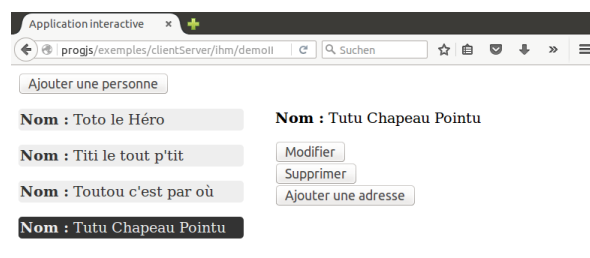 Application interactive
progjs/exemples/clientServer/ihm/demoII
Suchen
Ajouter une personne
Nom : Toto le Héro
Nom : Titi le tout p'tit
Nom : Toutou c'est par où
Nom : Tutu Chapeau Pointu
Nom : Tutu Chapeau Pointu
Modifier
Supprimer
Ajouter une adresse